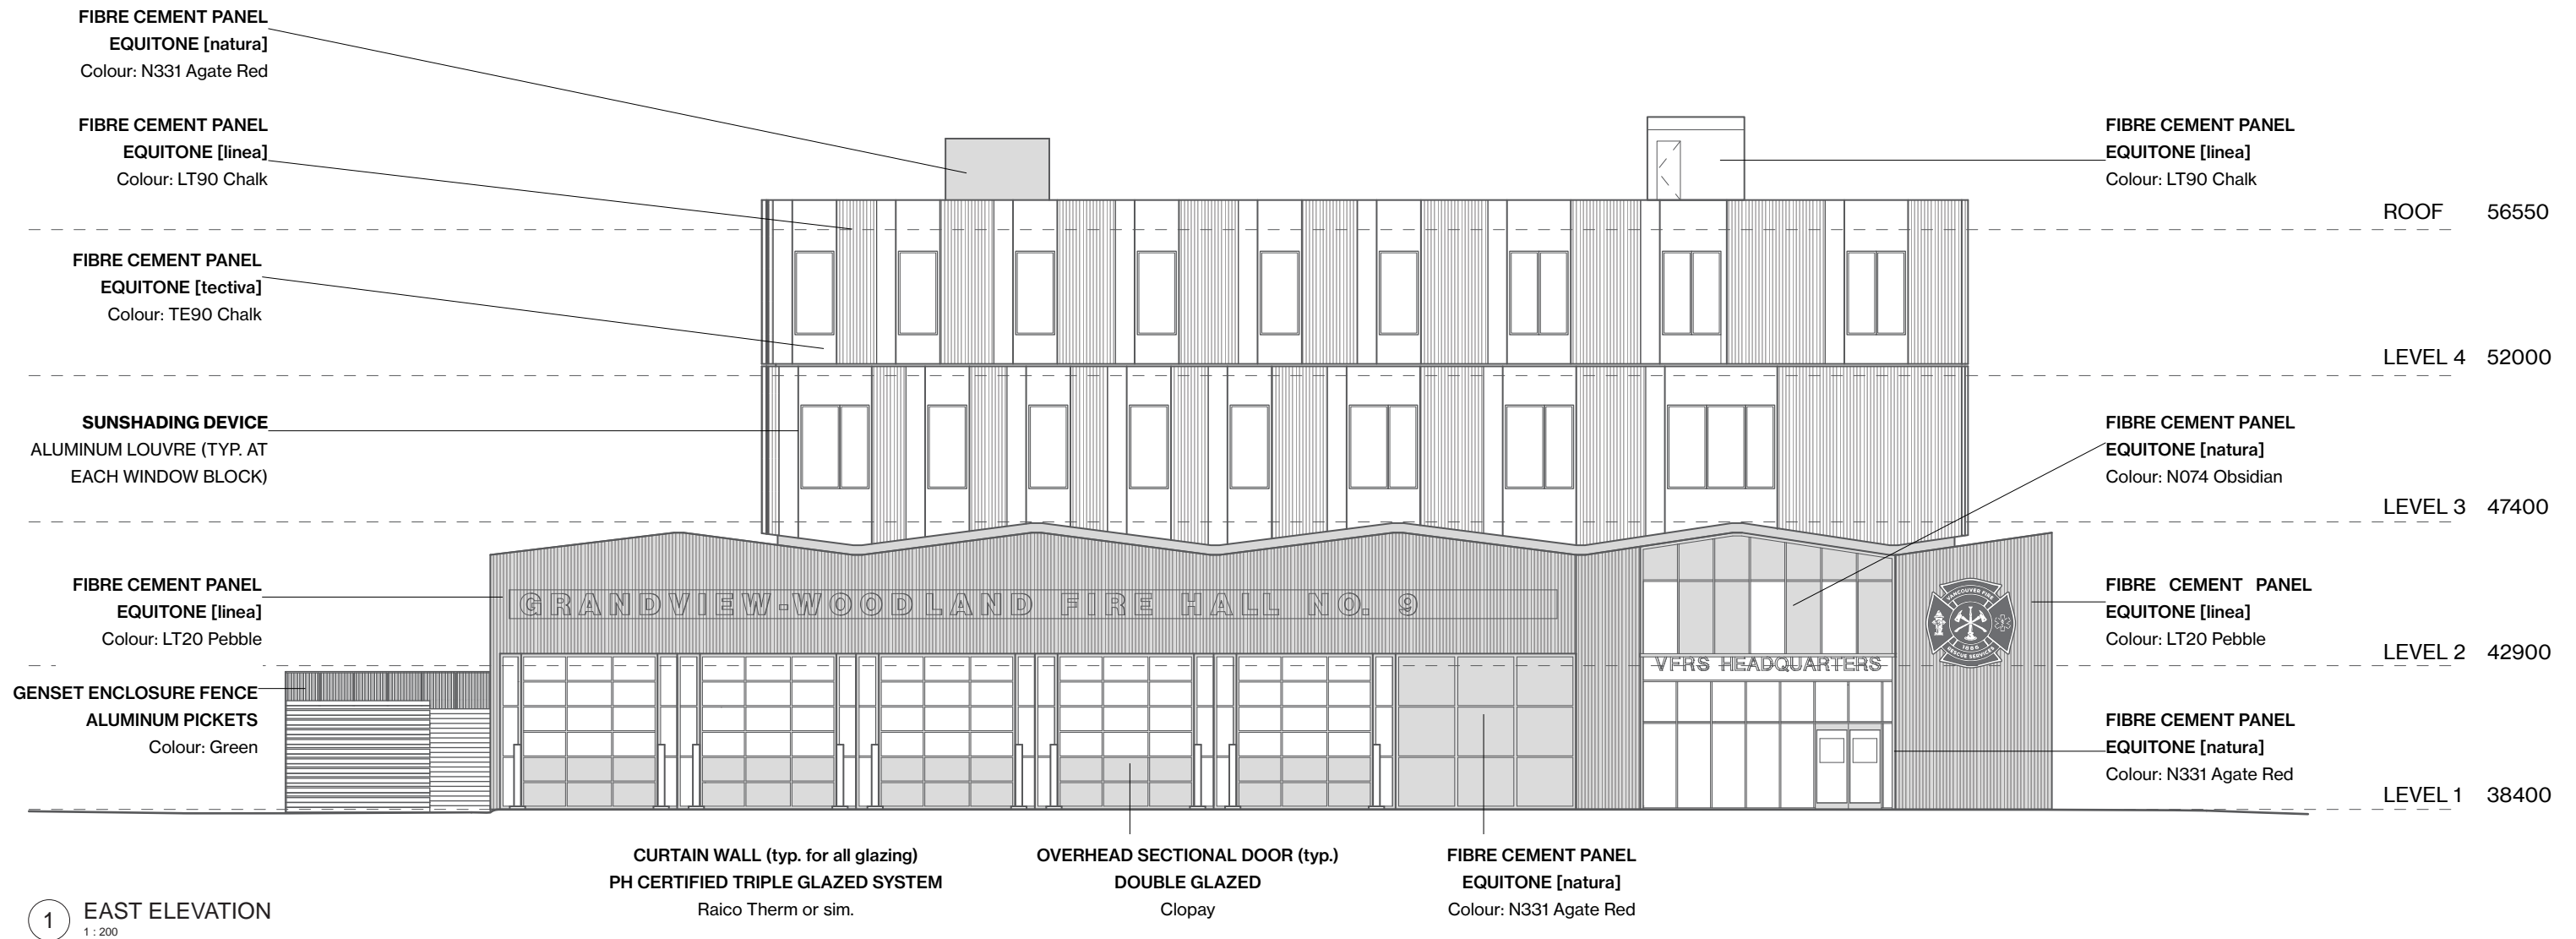 FIBRE CEMENT PANEL
EQUITONE [natura]
Colour: N331 Agate Red
FIBRE CEMENT PANEL
EQUITONE [linea]
Colour: LT90 Chalk
FIBRE CEMENT PANEL
EQUITONE [tectiva]
Colour: TE90 Chalk
SUNSHADING DEVICE
ALUMINUM LOUVRE (TYP. AT
EACH WINDOW BLOCK)
FIBRE CEMENT PANEL
EQUITONE [linea]
Colour: LT20 Pebble
GENSET ENCLOSURE FENCE
ALUMINUM PICKETS
Colour: Green
GRANDVIEW-WOODLAND FIRE HALL NO. 9
VFRS HEADQUARTERS
VANCOUVER FIRE
1886
RESCUE SERVICES
FIBRE CEMENT PANEL
EQUITONE [linea]
Colour: LT90 Chalk
FIBRE CEMENT PANEL
EQUITONE [natura]
Colour: N074 Obsidian
FIBRE CEMENT PANEL
EQUITONE [linea]
Colour: LT20 Pebble
FIBRE CEMENT PANEL
EQUITONE [natura]
Colour: N331 Agate Red
ROOF 56550
LEVEL 4 52000
LEVEL 3 47400
LEVEL 2 42900
LEVEL 1 38400
CURTAIN WALL (typ. for all glazing)
PH CERTIFIED TRIPLE GLAZED SYSTEM
Raico Therm or sim.
OVERHEAD SECTIONAL DOOR (typ.)
DOUBLE GLAZED
Clopay
FIBRE CEMENT PANEL
EQUITONE [natura]
Colour: N331 Agate Red
1 EAST ELEVATION
1 : 200